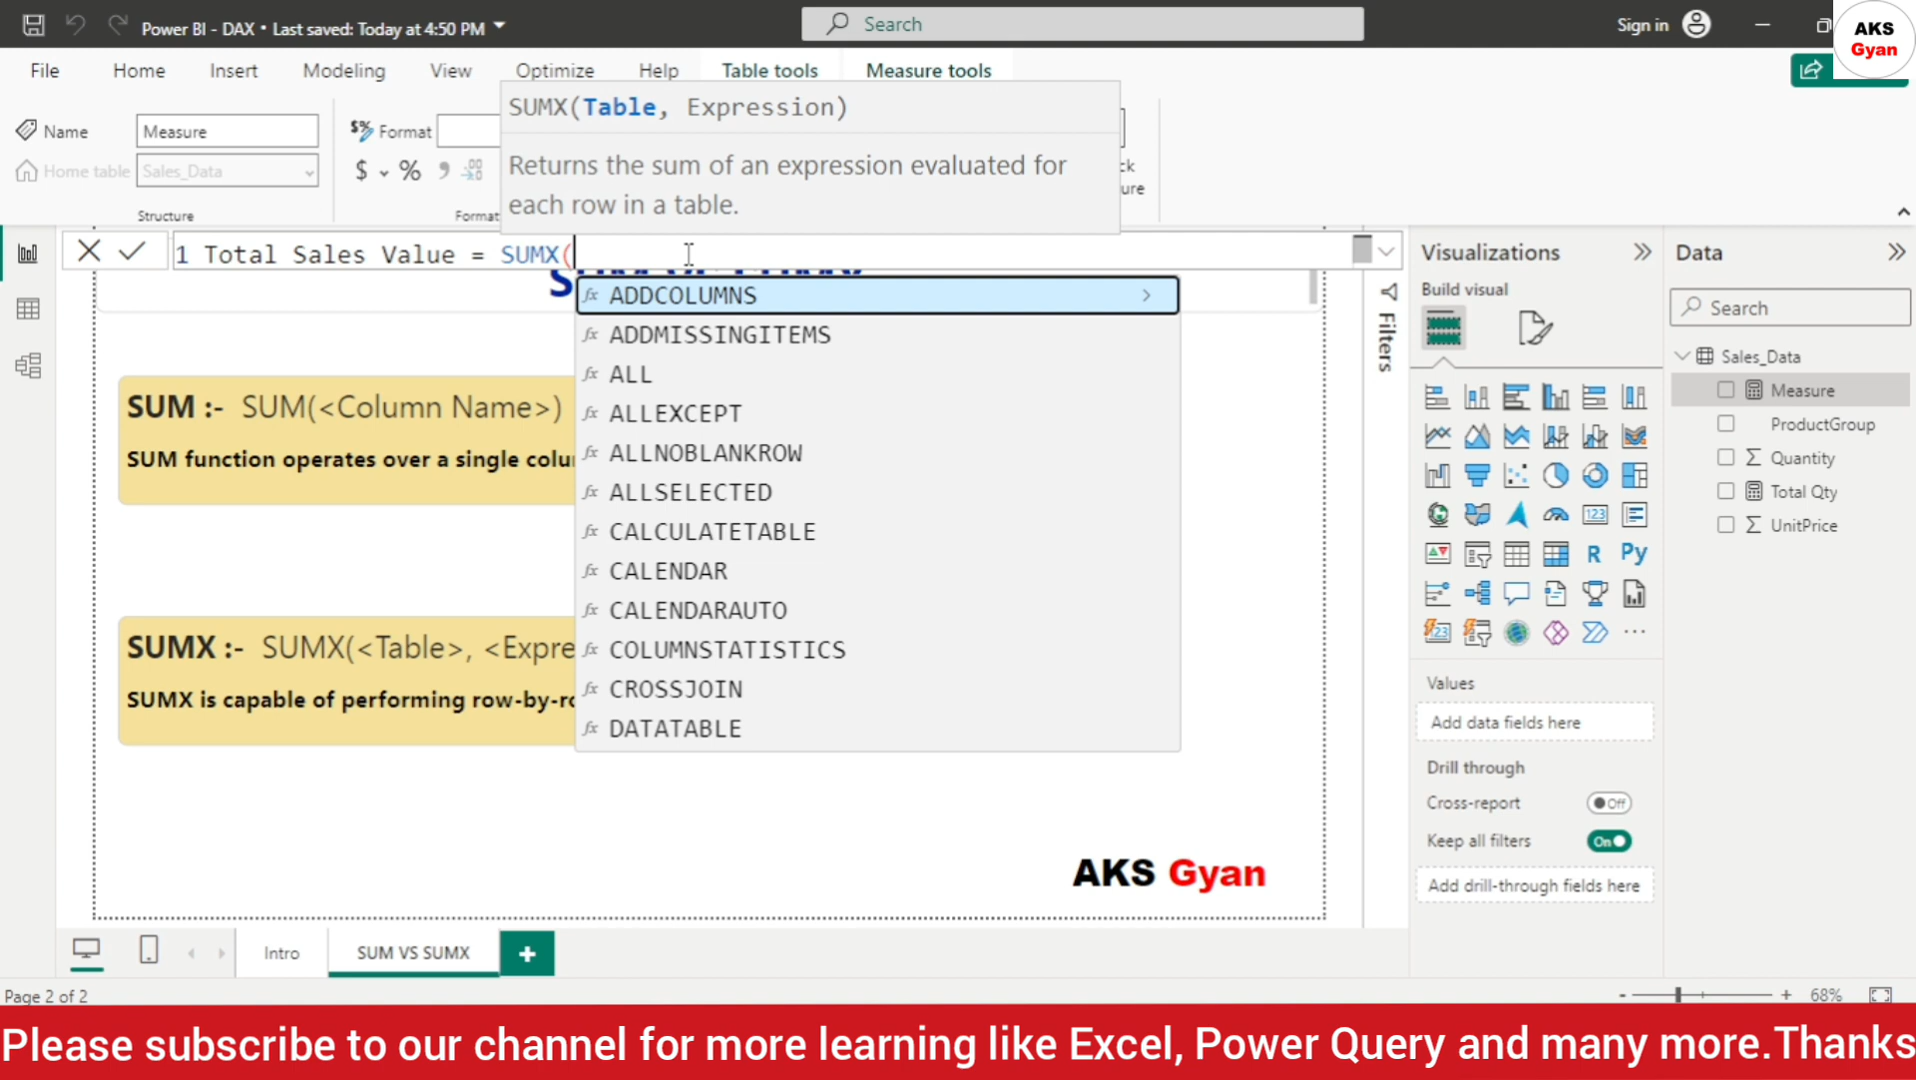 Power BI - DAX • Last saved: Today at 4:50 PM
Search
Sign in
AKS
Gyan
File
Home
Insert
Modeling
View
Optimize
Help
Table tools
Measure tools
Name
Measure
Home table
Sales_Data
Structure
$% Format
$ % 9 .00
Format
SUMX(Table, Expression)
Returns the sum of an expression evaluated for
each row in a table.
ck
ure
1 Total Sales Value = SUMX(
ADDCOLUMNS
ADDMISSINGITEMS
ALL
ALLEXCEPT
ALLNOBLANKROW
ALLSELECTED
CALCULATETABLE
CALENDAR
CALENDARAUTO
COLUMNSTATISTICS
CROSSJOIN
DATATABLE
SUM :- SUM(<Column Name>)
SUM function operates over a single colu
SUMX :- SUMX(<Table>, <Expre
SUMX is capable of performing row-by-ro
AKS Gyan
Filters
Visualizations
Build visual
123
R
Py
123
Values
Add data fields here
Drill through
Cross-report
Off
Keep all filters
On
Add drill-through fields here
Data
Search
Sales_Data
Measure
ProductGroup
Quantity
Total Qty
UnitPrice
Intro
SUM VS SUMX
+
Page 2 of 2
- + 68%
Please subscribe to our channel for more learning like Excel, Power Query and many more.Thanks